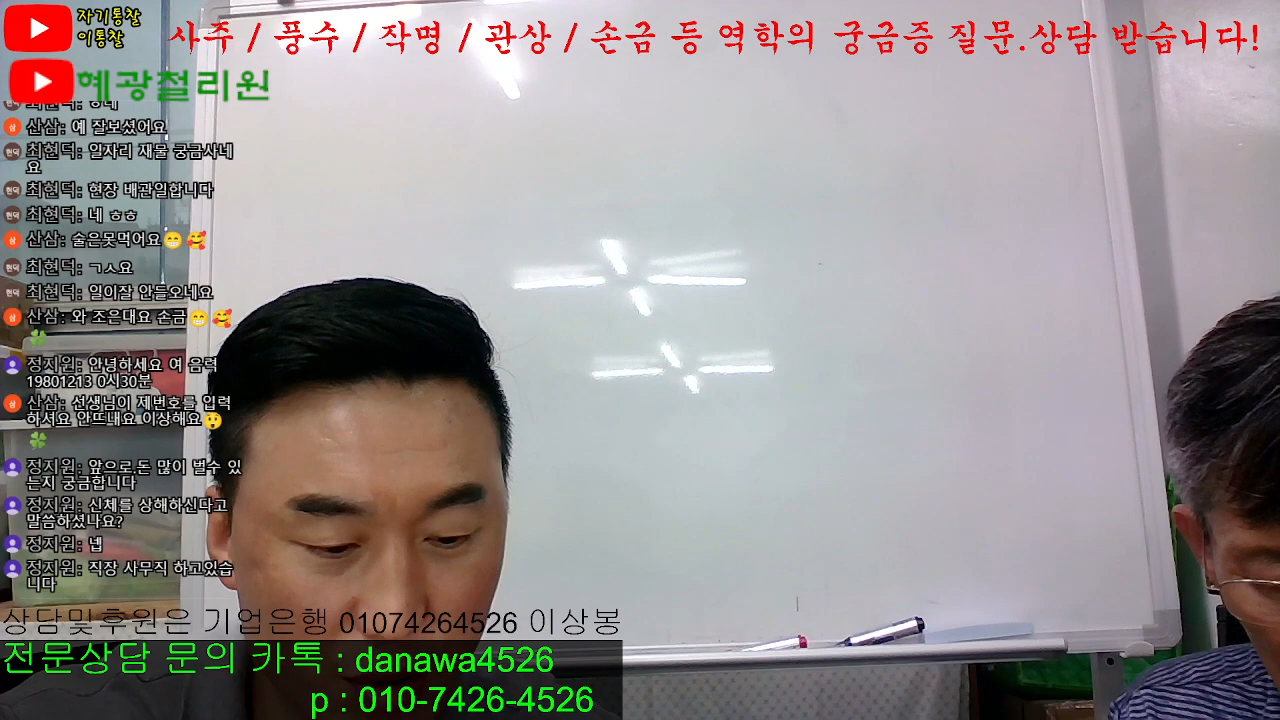 자기통찰
이통찰
사주 / 풍수 / 작명 / 관상 / 손금 등 역학의 궁금증 질문.상담 받습니다!
혜광철리원
최현덕: ㅎ네
산삼: 예 잘보셨어요
최현덕: 일자리 재물 궁금사네
요
최현덕: 현장 배관일합니다
최현덕: 네 ㅎㅎ
산삼: 술은못먹어요😁🥰
최현덕: ㄱㅅ요
최현덕: 일이잘 안들오네요
산삼: 와 조은대요 손금😁🥰
🍀
정지원: 안녕하세요 여 음력
19801213 0시30분
산삼: 선생님이 제번호를 입력
하셔요 안뜨내요 이상해요😲
🍀
정지원: 앞으로.돈 많이 벌수 있
는지 궁금합니다
정지원: 신체를 상해하신다고
말씀하셨나요?
정지원: 넵
정지원: 직장 사무직 하고있습
니다
상담및후원은 기업은행 01074264526 이상봉
전문상담 문의 카톡 : danawa4526
p : 010-7426-4526